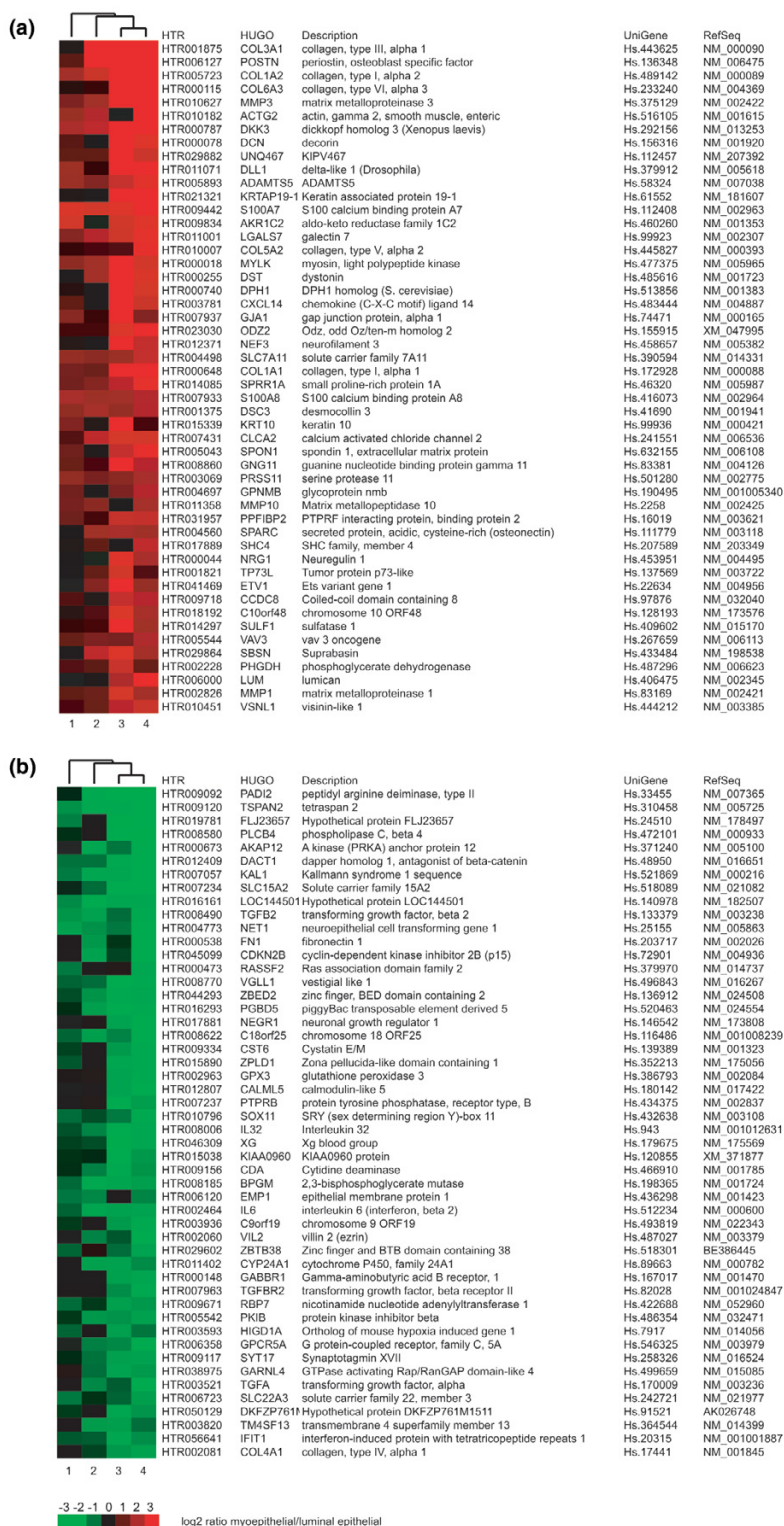 (a)
HTR HUGO Description UniGene RefSeq
HTR001875 COL3A1 collagen, type III, alpha 1 Hs.443625 NM_000090
HTR006127 POSTN periostin, osteoblast specific factor Hs.136348 NM_006475
HTR005723 COL1A2 collagen, type I, alpha 2 Hs.489142 NM_000089
HTR000115 COL6A3 collagen, type VI, alpha 3 Hs.233240 NM_004369
HTR010627 MMP3 matrix metalloproteinase 3 Hs.375129 NM_002422
HTR010182 ACTG2 actin, gamma 2, smooth muscle, enteric Hs.516105 NM_001615
HTR000787 DKK3 dickkopf homolog 3 (Xenopus laevis) Hs.292156 NM_013253
HTR000078 DCN decorin Hs.156316 NM_001920
HTR029882 UNQ467 KIPV467 Hs.112457 NM_207392
HTR011071 DLL1 delta-like 1 (Drosophila) Hs.379912 NM_005618
HTR005893 ADAMTS5 ADAMTS5 Hs.58324 NM_007038
HTR021321 KRTAP19-1 Keratin associated protein 19-1 Hs.61552 NM_181607
HTR009442 S100A7 S100 calcium binding protein A7 Hs.112408 NM_002963
HTR009834 AKR1C2 aldo-keto reductase family 1C2 Hs.460260 NM_001353
HTR011001 LGALS7 galectin 7 Hs.99923 NM_002307
HTR010007 COL5A2 collagen, type V, alpha 2 Hs.445827 NM_000393
HTR000018 MYLK myosin, light polypeptide kinase Hs.477375 NM_005965
HTR000255 DST dystonin Hs.485616 NM_001723
HTR000740 DPH1 DPH1 homolog (S. cerevisiae) Hs.513856 NM_001383
HTR003781 CXCL14 chemokine (C-X-C motif) ligand 14 Hs.483444 NM_004887
HTR007937 GJA1 gap junction protein, alpha 1 Hs.74471 NM_000165
HTR023030 ODZ2 Odz, odd Oz/ten-m homolog 2 Hs.155915 XM_047995
HTR012371 NEF3 neurofilament 3 Hs.458657 NM_005382
HTR004498 SLC7A11 solute carrier family 7A11 Hs.390594 NM_014331
HTR000648 COL1A1 collagen, type I, alpha 1 Hs.172928 NM_000088
HTR014085 SPRR1A small proline-rich protein 1A Hs.46320 NM_005987
HTR007933 S100A8 S100 calcium binding protein A8 Hs.416073 NM_002964
HTR001375 DSC3 desmocollin 3 Hs.41690 NM_001941
HTR015339 KRT10 keratin 10 Hs.99936 NM_000421
HTR007431 CLCA2 calcium activated chloride channel 2 Hs.241551 NM_006536
HTR005043 SPON1 spondin 1, extracellular matrix protein Hs.632155 NM_006108
HTR008860 GNG11 guanine nucleotide binding protein gamma 11 Hs.83381 NM_004126
HTR003069 PRSS11 serine protease 11 Hs.501280 NM_002775
HTR004697 GPNMB glycoprotein nmb Hs.190495 NM_001005340
HTR011358 MMP10 Matrix metallopeptidase 10 Hs.2258 NM_002425
HTR031957 PPFIBP2 PTPRF interacting protein, binding protein 2 Hs.16019 NM_003621
HTR004560 SPARC secreted protein, acidic, cysteine-rich (osteonectin) Hs.111779 NM_003118
HTR017889 SHC4 SHC family, member 4 Hs.207589 NM_203349
HTR000044 NRG1 Neuregulin 1 Hs.453951 NM_004495
HTR001821 TP73L Tumor protein p73-like Hs.137569 NM_003722
HTR041469 ETV1 Ets variant gene 1 Hs.22634 NM_004956
HTR009718 CCDC8 Coiled-coil domain containing 8 Hs.97876 NM_032040
HTR018192 C10orf48 chromosome 10 ORF48 Hs.128193 NM_173576
HTR014297 SULF1 sulfatase 1 Hs.409602 NM_015170
HTR005544 VAV3 vav 3 oncogene Hs.267659 NM_006113
HTR029864 SBSN Suprabasin Hs.433484 NM_198538
HTR002228 PHGDH phosphoglycerate dehydrogenase Hs.487296 NM_006623
HTR006000 LUM lumican Hs.406475 NM_002345
HTR002826 MMP1 matrix metalloproteinase 1 Hs.83169 NM_002421
HTR010451 VSNL1 visinin-like 1 Hs.444212 NM_003385
1 2 3 4
(b)
HTR HUGO Description UniGene RefSeq
HTR009092 PADI2 peptidyl arginine deiminase, type II Hs.33455 NM_007365
HTR009120 TSPAN2 tetraspan 2 Hs.310458 NM_005725
HTR019781 FLJ23657 Hypothetical protein FLJ23657 Hs.24510 NM_178497
HTR008580 PLCB4 phospholipase C, beta 4 Hs.472101 NM_000933
HTR000673 AKAP12 A kinase (PRKA) anchor protein 12 Hs.371240 NM_005100
HTR012409 DACT1 dapper homolog 1, antagonist of beta-catenin Hs.48950 NM_016651
HTR007057 KAL1 Kallmann syndrome 1 sequence Hs.521869 NM_000216
HTR007234 SLC15A2 Solute carrier family 15A2 Hs.518089 NM_021082
HTR016161 LOC144501 Hypothetical protein LOC144501 Hs.140978 NM_182507
HTR008490 TGFB2 transforming growth factor, beta 2 Hs.133379 NM_003238
HTR004773 NET1 neuroepithelial cell transforming gene 1 Hs.25155 NM_005863
HTR000538 FN1 fibronectin 1 Hs.203717 NM_002026
HTR045099 CDKN2B cyclin-dependent kinase inhibitor 2B (p15) Hs.72901 NM_004936
HTR000473 RASSF2 Ras association domain family 2 Hs.379970 NM_014737
HTR008770 VGLL1 vestigial like 1 Hs.496843 NM_016267
HTR044293 ZBED2 zinc finger, BED domain containing 2 Hs.136912 NM_024508
HTR016293 PGBD5 piggyBac transposable element derived 5 Hs.520463 NM_024554
HTR017881 NEGR1 neuronal growth regulator 1 Hs.146542 NM_173808
HTR008622 C18orf25 chromosome 18 ORF25 Hs.116486 NM_001008239
HTR009334 CST6 Cystatin E/M Hs.139389 NM_001323
HTR015890 ZPLD1 Zona pellucida-like domain containing 1 Hs.352213 NM_175056
HTR002963 GPX3 glutathione peroxidase 3 Hs.386793 NM_002084
HTR012807 CALML5 calmodulin-like 5 Hs.180142 NM_017422
HTR007237 PTPRB protein tyrosine phosphatase, receptor type, B Hs.434375 NM_002837
HTR010796 SOX11 SRY (sex determining region Y)-box 11 Hs.432638 NM_003108
HTR008006 IL32 Interleukin 32 Hs.943 NM_001012631
HTR046309 XG Xg blood group Hs.179675 NM_175569
HTR015038 KIAA0960 KIAA0960 protein Hs.120855 XM_371877
HTR009156 CDA Cytidine deaminase Hs.466910 NM_001785
HTR008185 BPGM 2,3-bisphosphoglycerate mutase Hs.198365 NM_001724
HTR006120 EMP1 epithelial membrane protein 1 Hs.436298 NM_001423
HTR002464 IL6 interleukin 6 (interferon, beta 2) Hs.512234 NM_000600
HTR003936 C9orf19 chromosome 9 ORF19 Hs.493819 NM_022343
HTR002060 VIL2 villin 2 (ezrin) Hs.487027 NM_003379
HTR029602 ZBTB38 Zinc finger and BTB domain containing 38 Hs.518301 BE386445
HTR011402 CYP24A1 cytochrome P450, family 24A1 Hs.89663 NM_000782
HTR000148 GABBR1 Gamma-aminobutyric acid B receptor, 1 Hs.167017 NM_001470
HTR007963 TGFBR2 transforming growth factor, beta receptor II Hs.82028 NM_001024847
HTR009671 RBP7 nicotinamide nucleotide adenylyltransferase 1 Hs.422688 NM_052960
HTR005542 PKIB protein kinase inhibitor beta Hs.486354 NM_032471
HTR003593 HIGD1A Ortholog of mouse hypoxia induced gene 1 Hs.7917 NM_014056
HTR006358 GPCR5A G protein-coupled receptor, family C, 5A Hs.546325 NM_003979
HTR009117 SYT17 Synaptotagmin XVII Hs.258326 NM_016524
HTR038975 GARNL4 GTPase activating Rap/RanGAP domain-like 4 Hs.499659 NM_015085
HTR003521 TGFA transforming growth factor, alpha Hs.170009 NM_003236
HTR006723 SLC22A3 solute carrier family 22, member 3 Hs.242721 NM_021977
HTR050129 DKFZP761M Hypothetical protein DKFZP761M1511 Hs.91521 AK026748
HTR003820 TM4SF13 transmembrane 4 superfamily member 13 Hs.364544 NM_014399
HTR056641 IFIT1 interferon-induced protein with tetratricopeptide repeats 1 Hs.20315 NM_001001887
HTR002081 COL4A1 collagen, type IV, alpha 1 Hs.17441 NM_001845
1 2 3 4
-3 -2 -1 0 1 2 3
log2 ratio myoepithelial/luminal epithelial